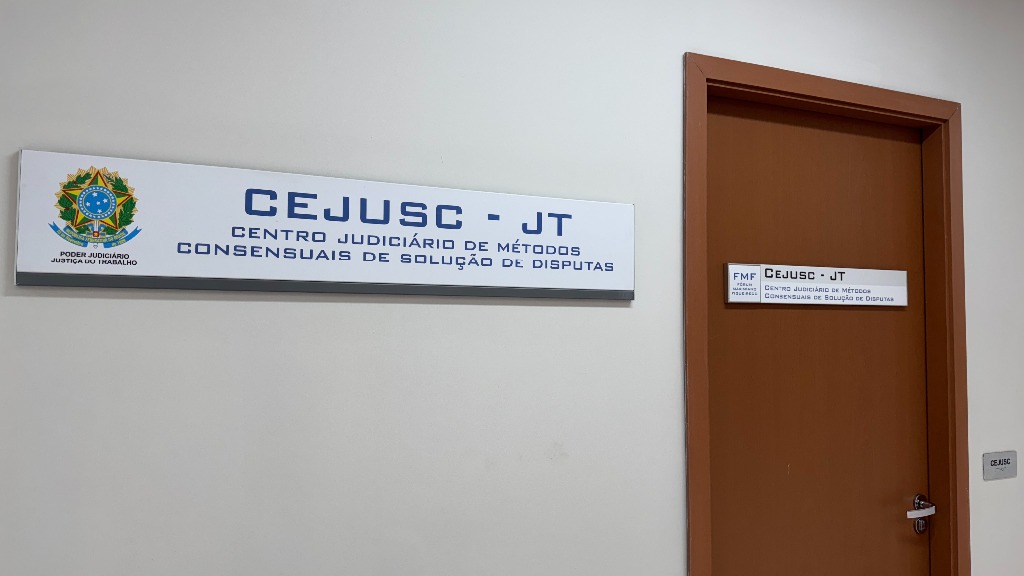 CEJUSC - JT
CENTRO JUDICIÁRIO DE MÉTODOS
CONSENSUAIS DE SOLUÇÃO DE DISPUTAS
PODER JUDICIÁRIO
JUSTIÇA DO TRABALHO
FMF
FÓRUM
CEJUSC - JT
CENTRO JUDICIÁRIO DE MÉTODOS
CONSENSUAIS DE SOLUÇÃO DE DISPUTAS
CEJUSC